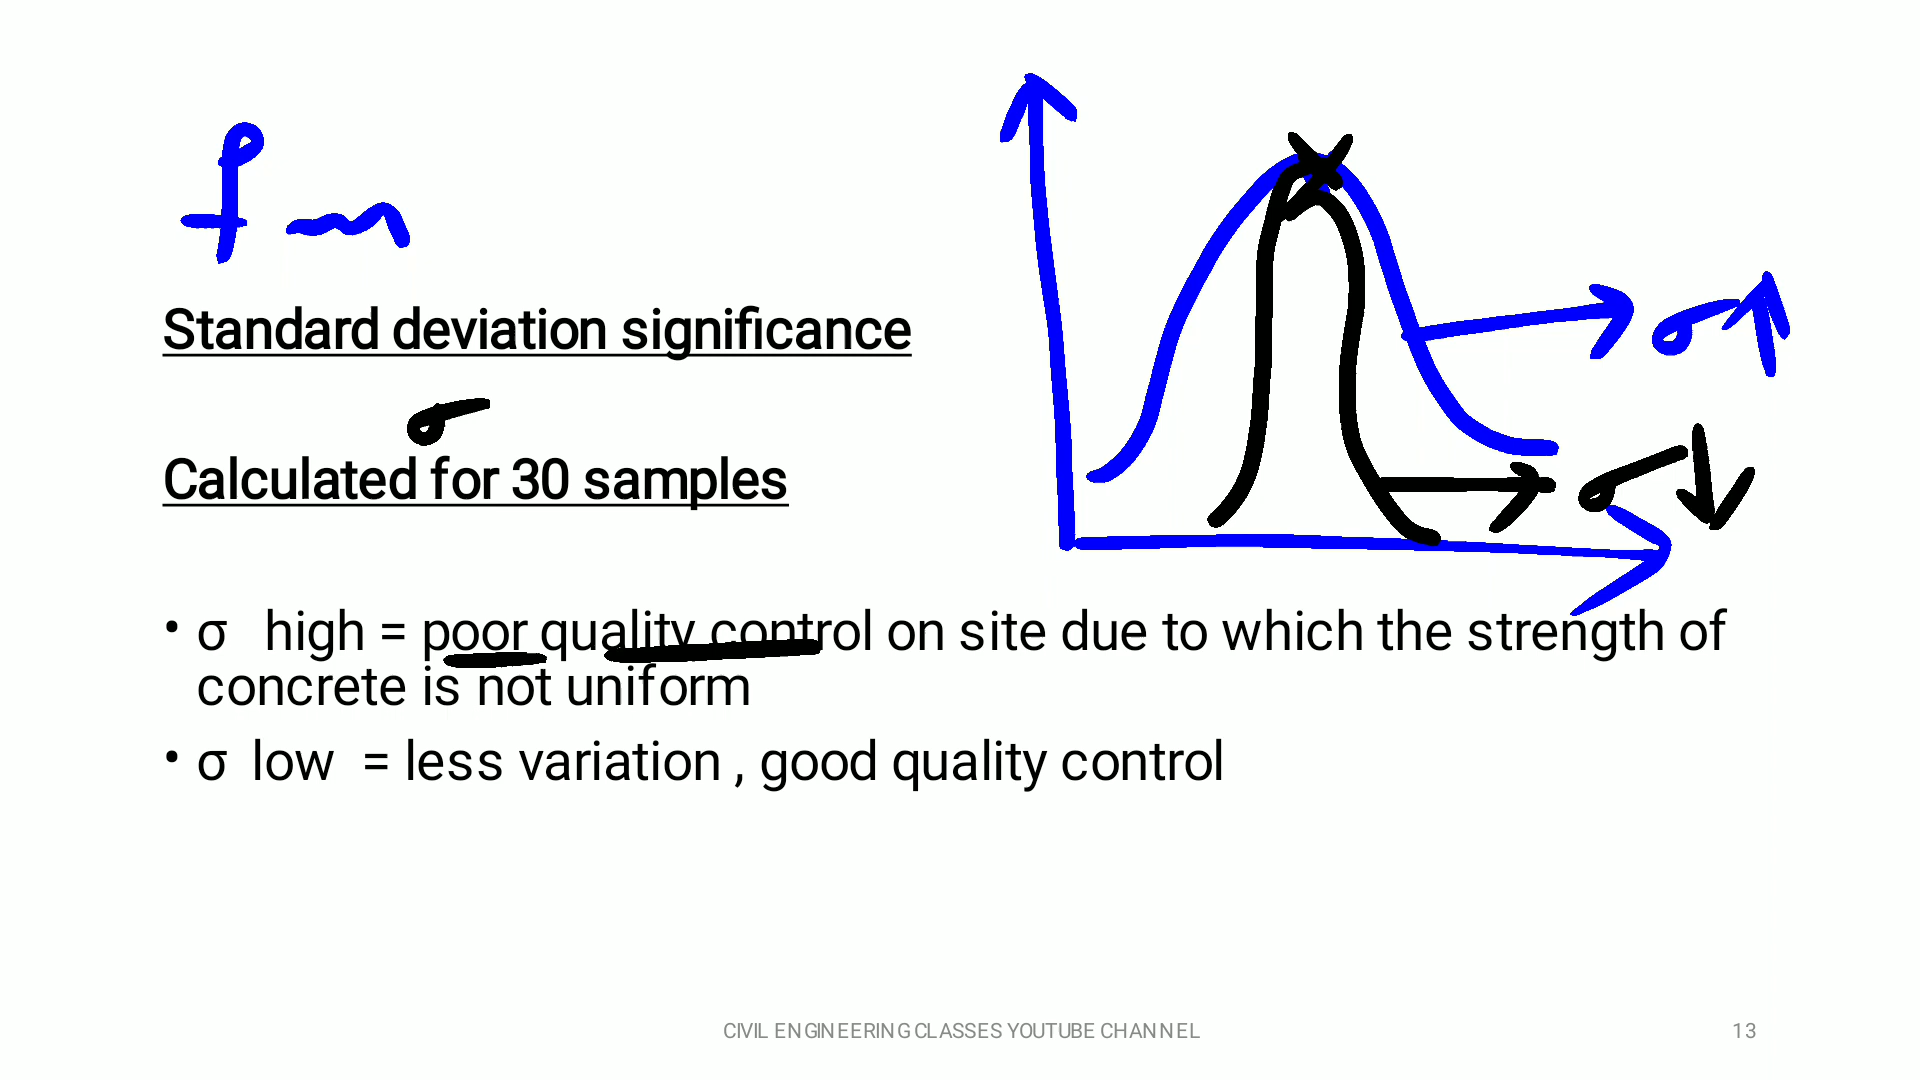 fm
Standard deviation significance
σ
Calculated for 30 samples
σ↑
σ↓
• σ high = poor quality control on site due to which the strength of
concrete is not uniform
• σ low = less variation , good quality control
CIVIL ENGINEERING CLASSES YOUTUBE CHANNEL
13